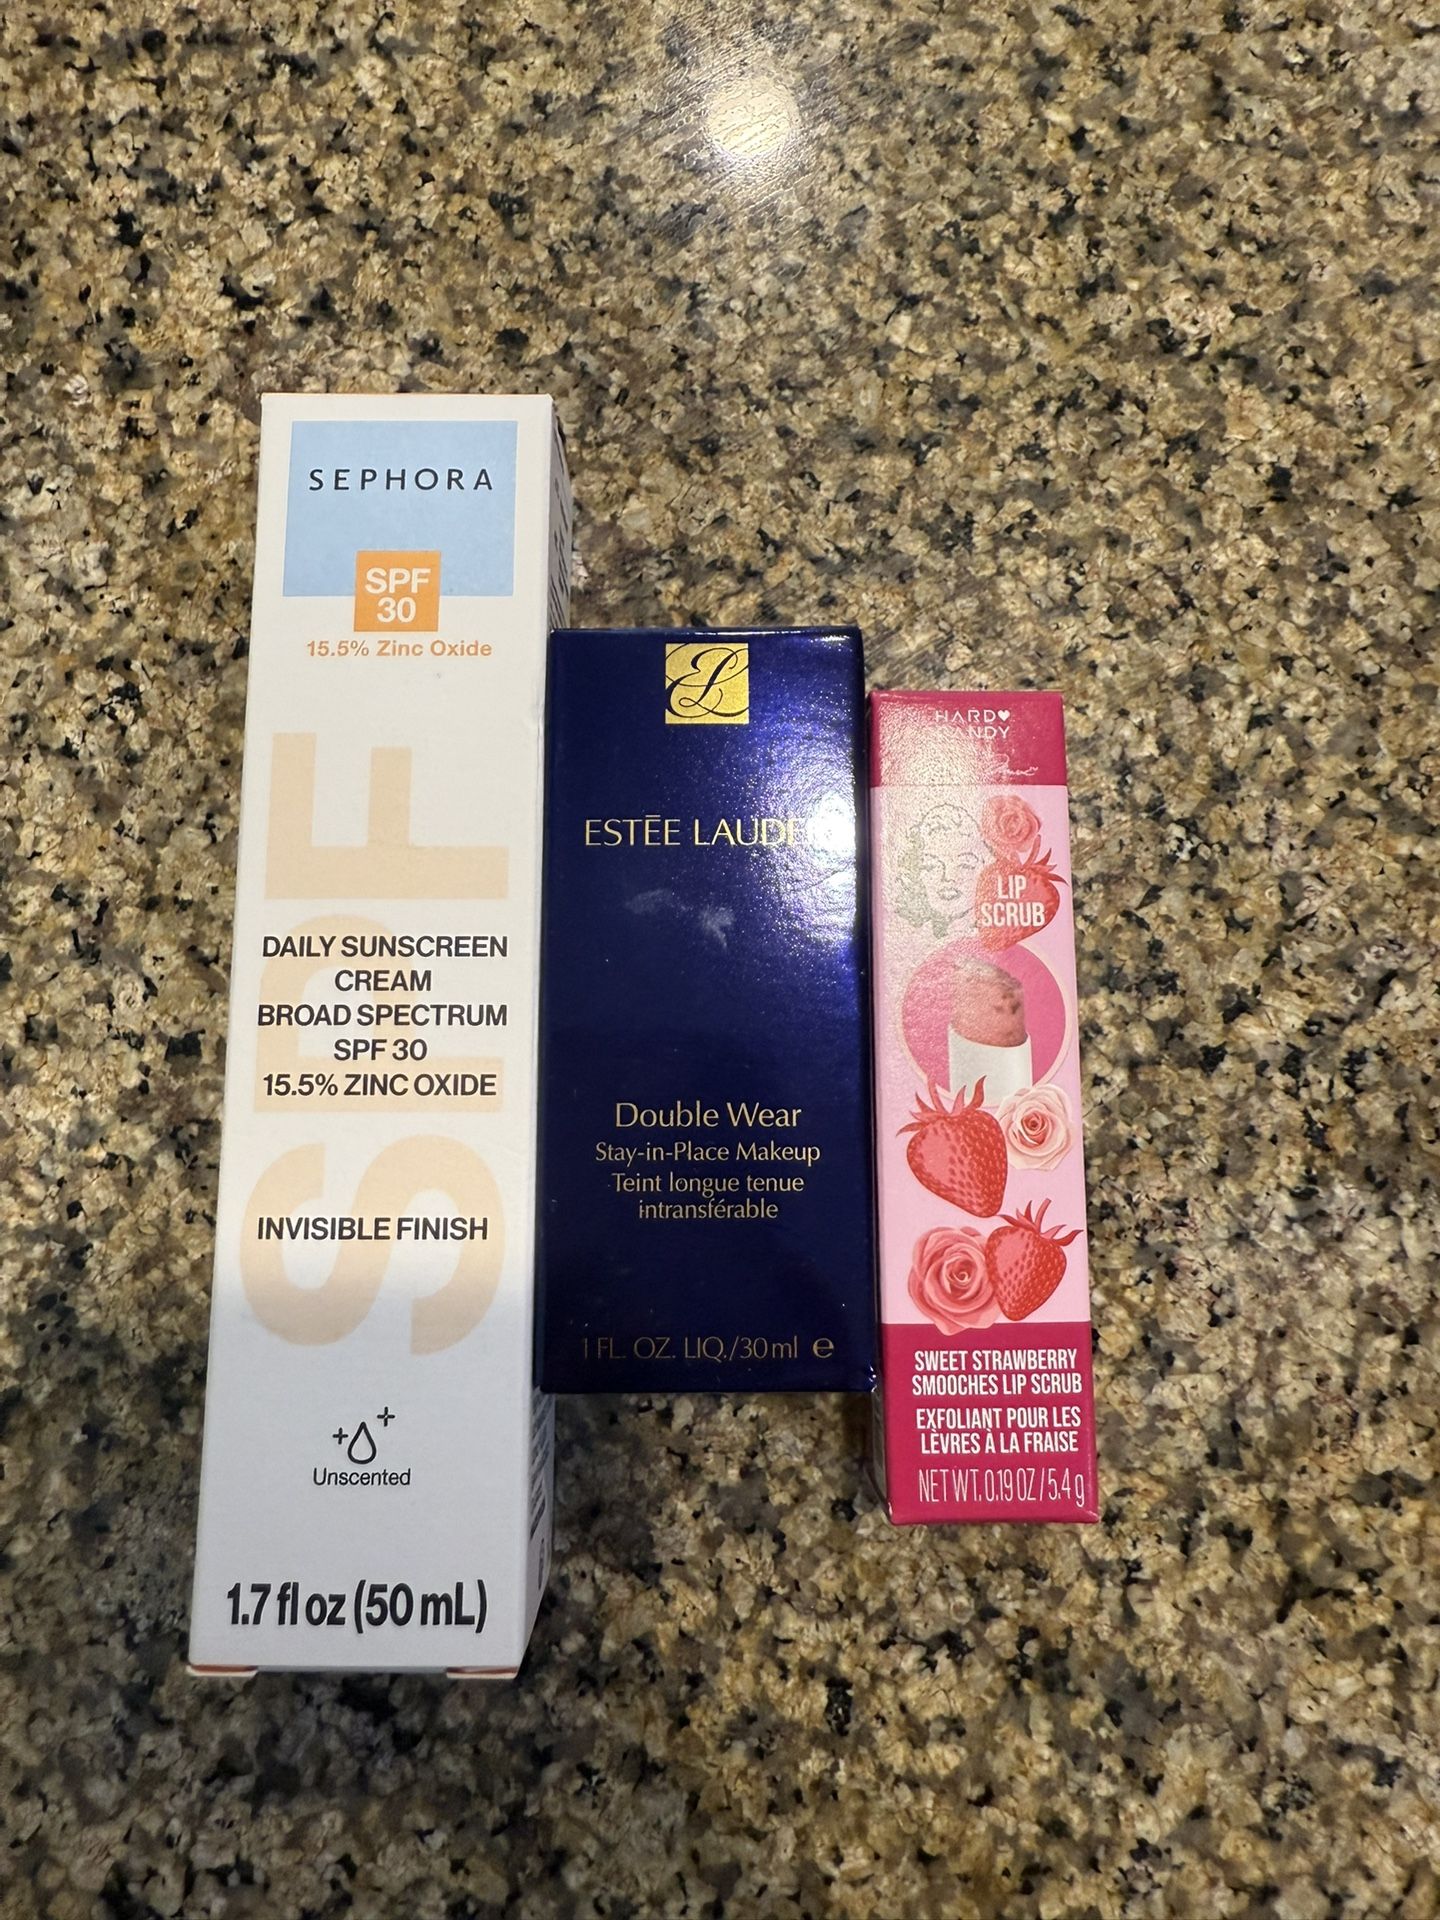 SEPHORA
SPF
30
15.5% Zinc Oxide
SPF
DAILY SUNSCREEN
CREAM
BROAD SPECTRUM
SPF 30
15.5% ZINC OXIDE
INVISIBLE FINISH
Unscented
1.7 fl oz (50 mL)
ESTĒE LAUDE
Double Wear
Stay-in-Place Makeup
Teint longue tenue
intransférable
1 FL. OZ. LIQ./30 ml e
HARD♥
CANDY
LIP
SCRUB
SWEET STRAWBERRY
SMOOCHES LIP SCRUB
EXFOLIANT POUR LES
LÈVRES À LA FRAISE
NET WT. 0.19 OZ / 5.4 g